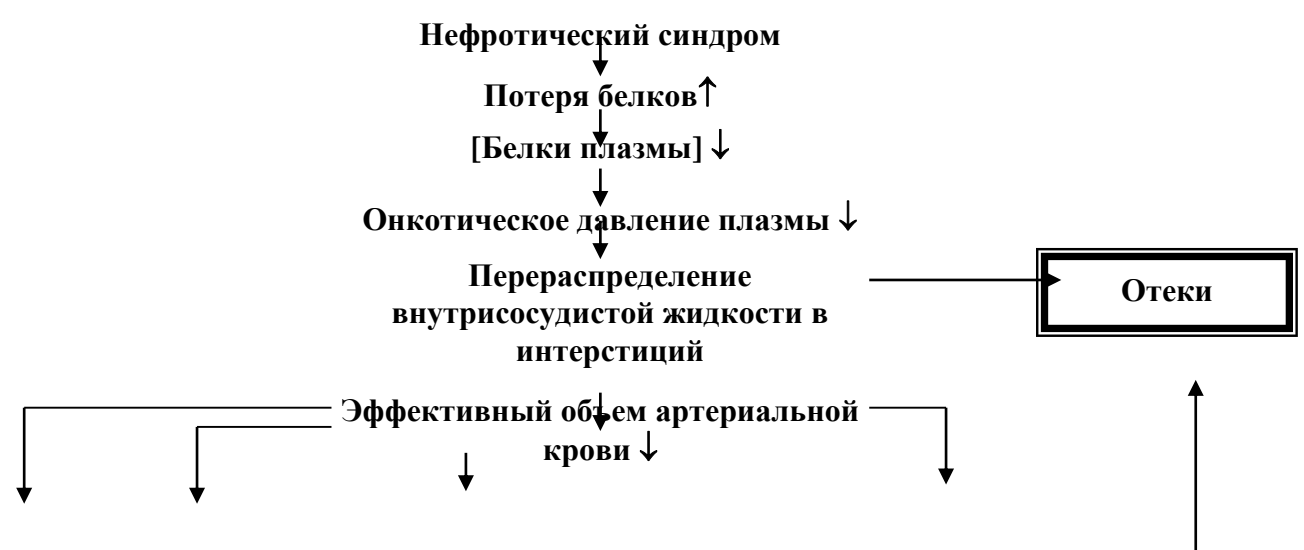 Нефротический синдром
Потеря белков↑
[Белки плазмы] ↓
Онкотическое давление плазмы ↓
Перераспределение
внутрисосудистой жидкости в
интерстиций
Отеки
Эффективный объем артериальной
крови ↓